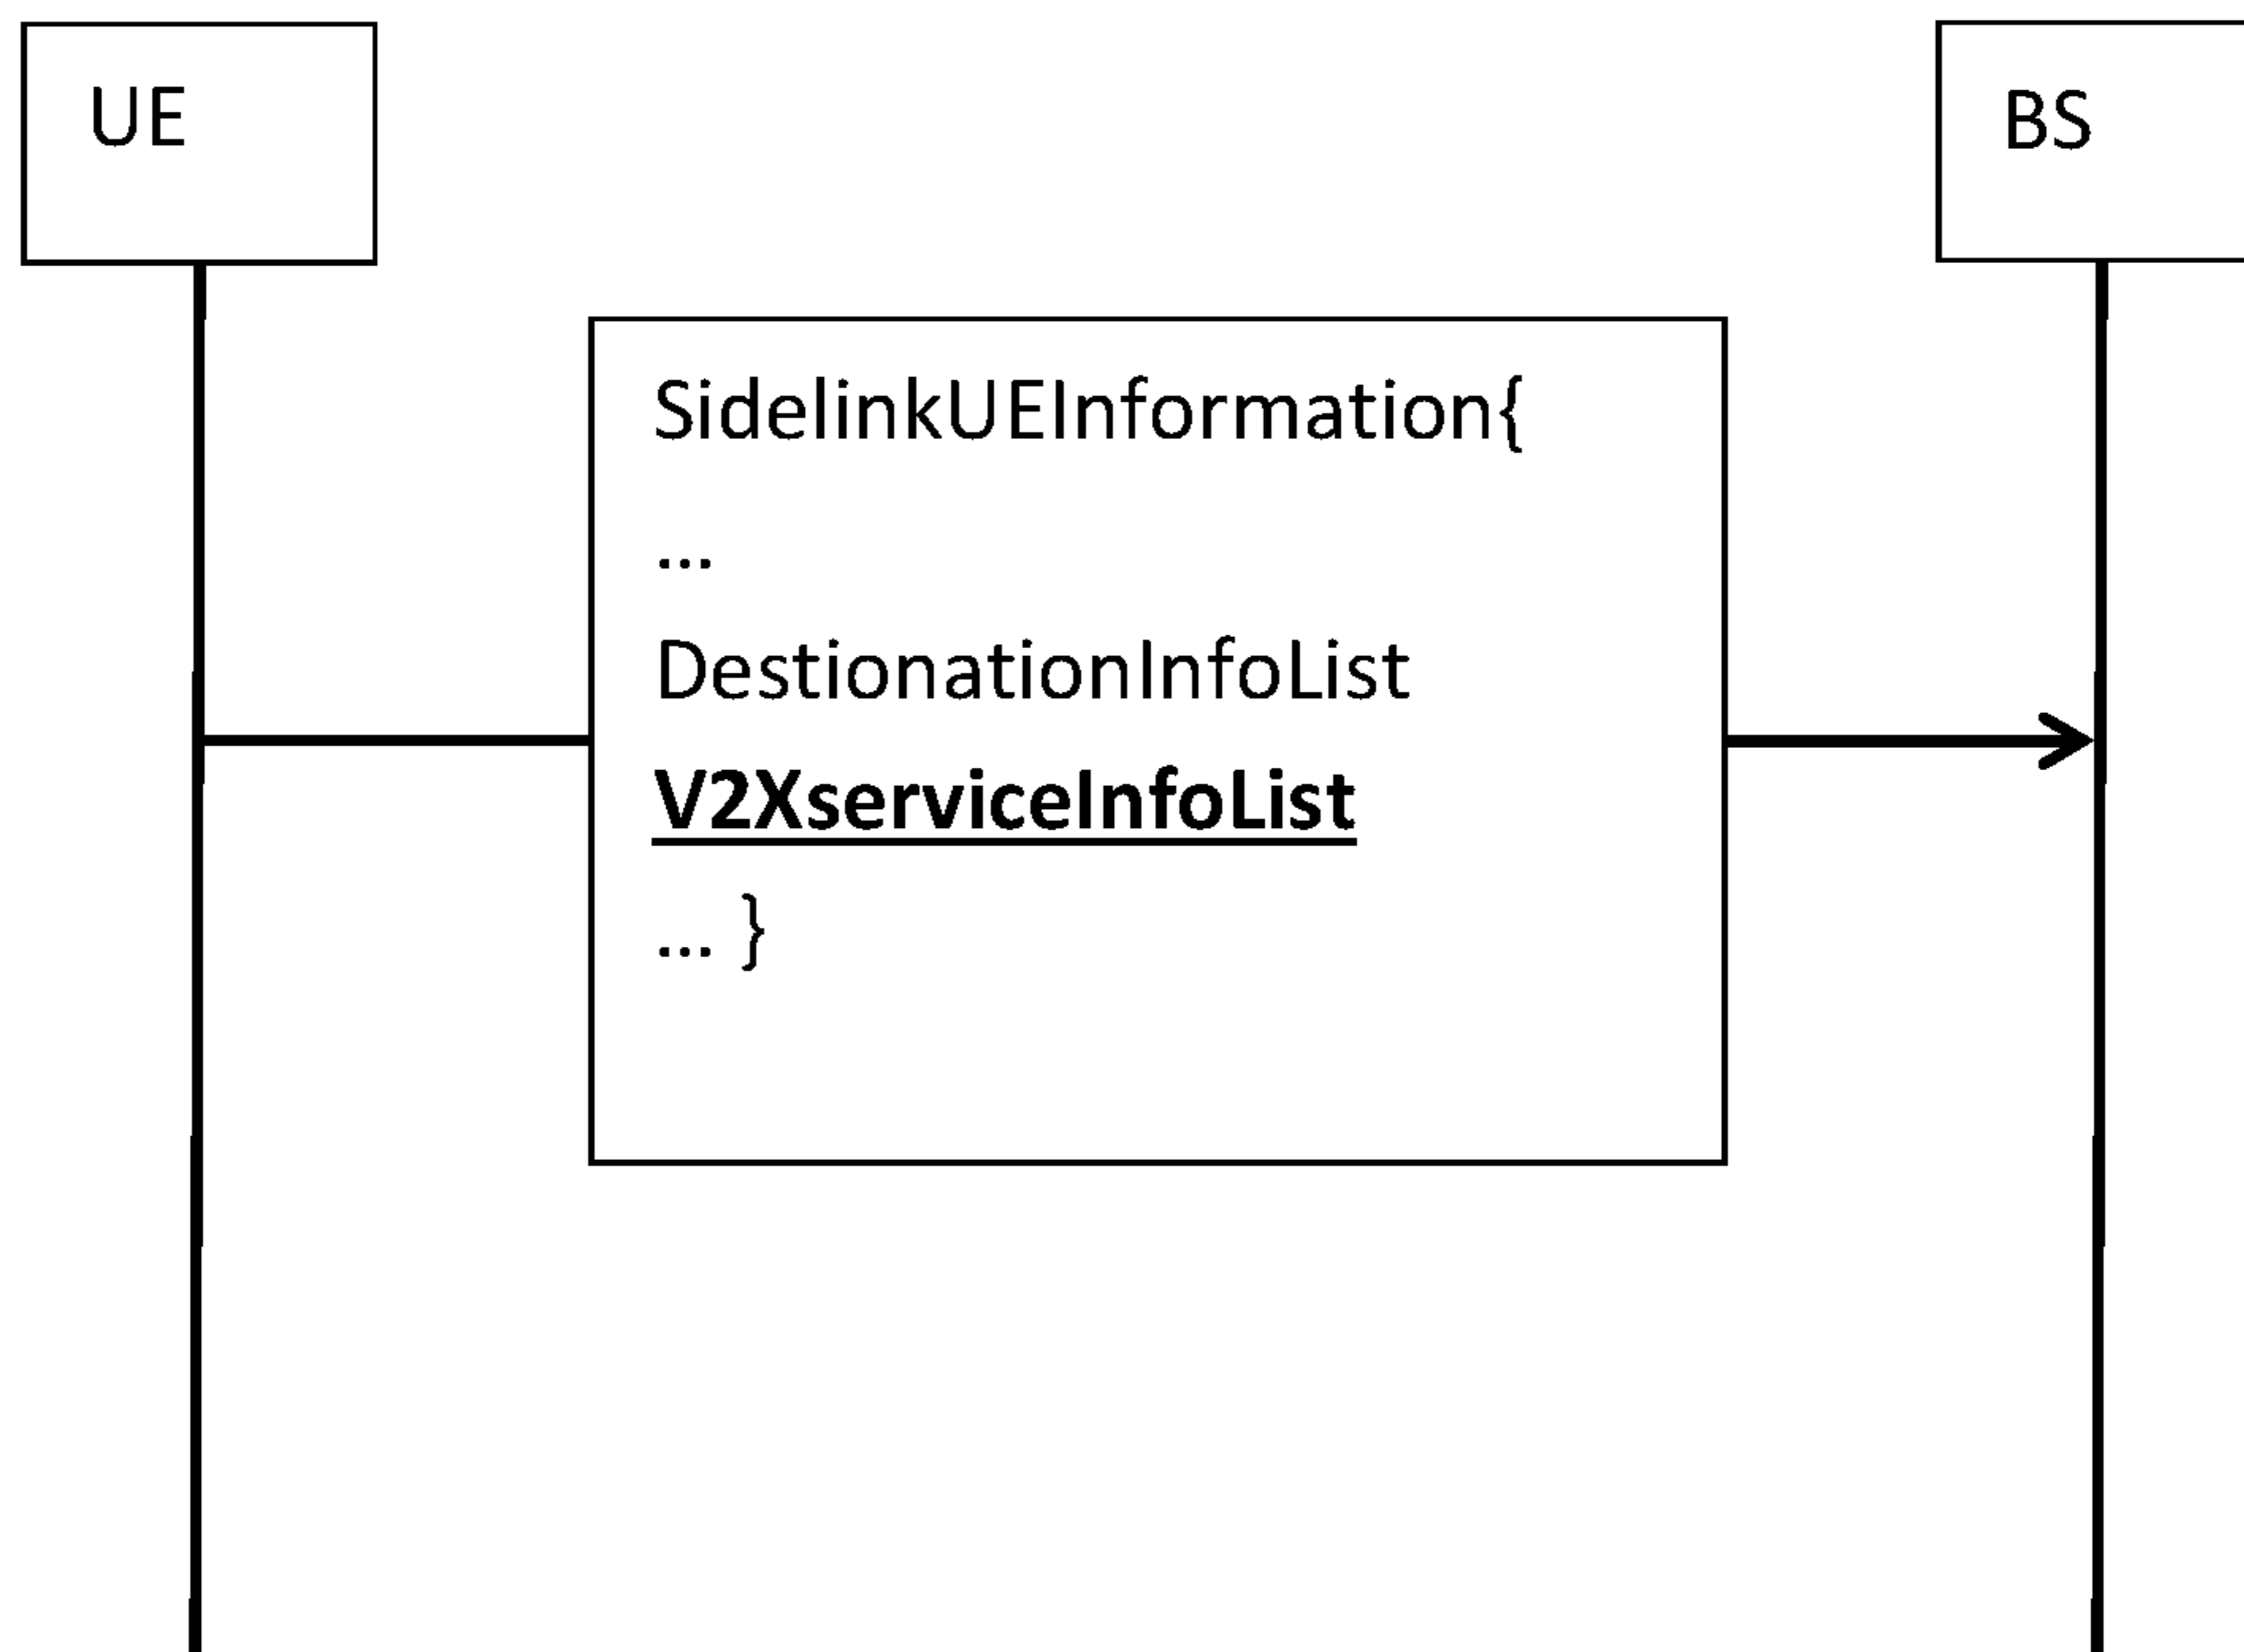 UE
BS
SidelinkUEInformation{
...
DestionationInfoList
V2XserviceInfoList
... }